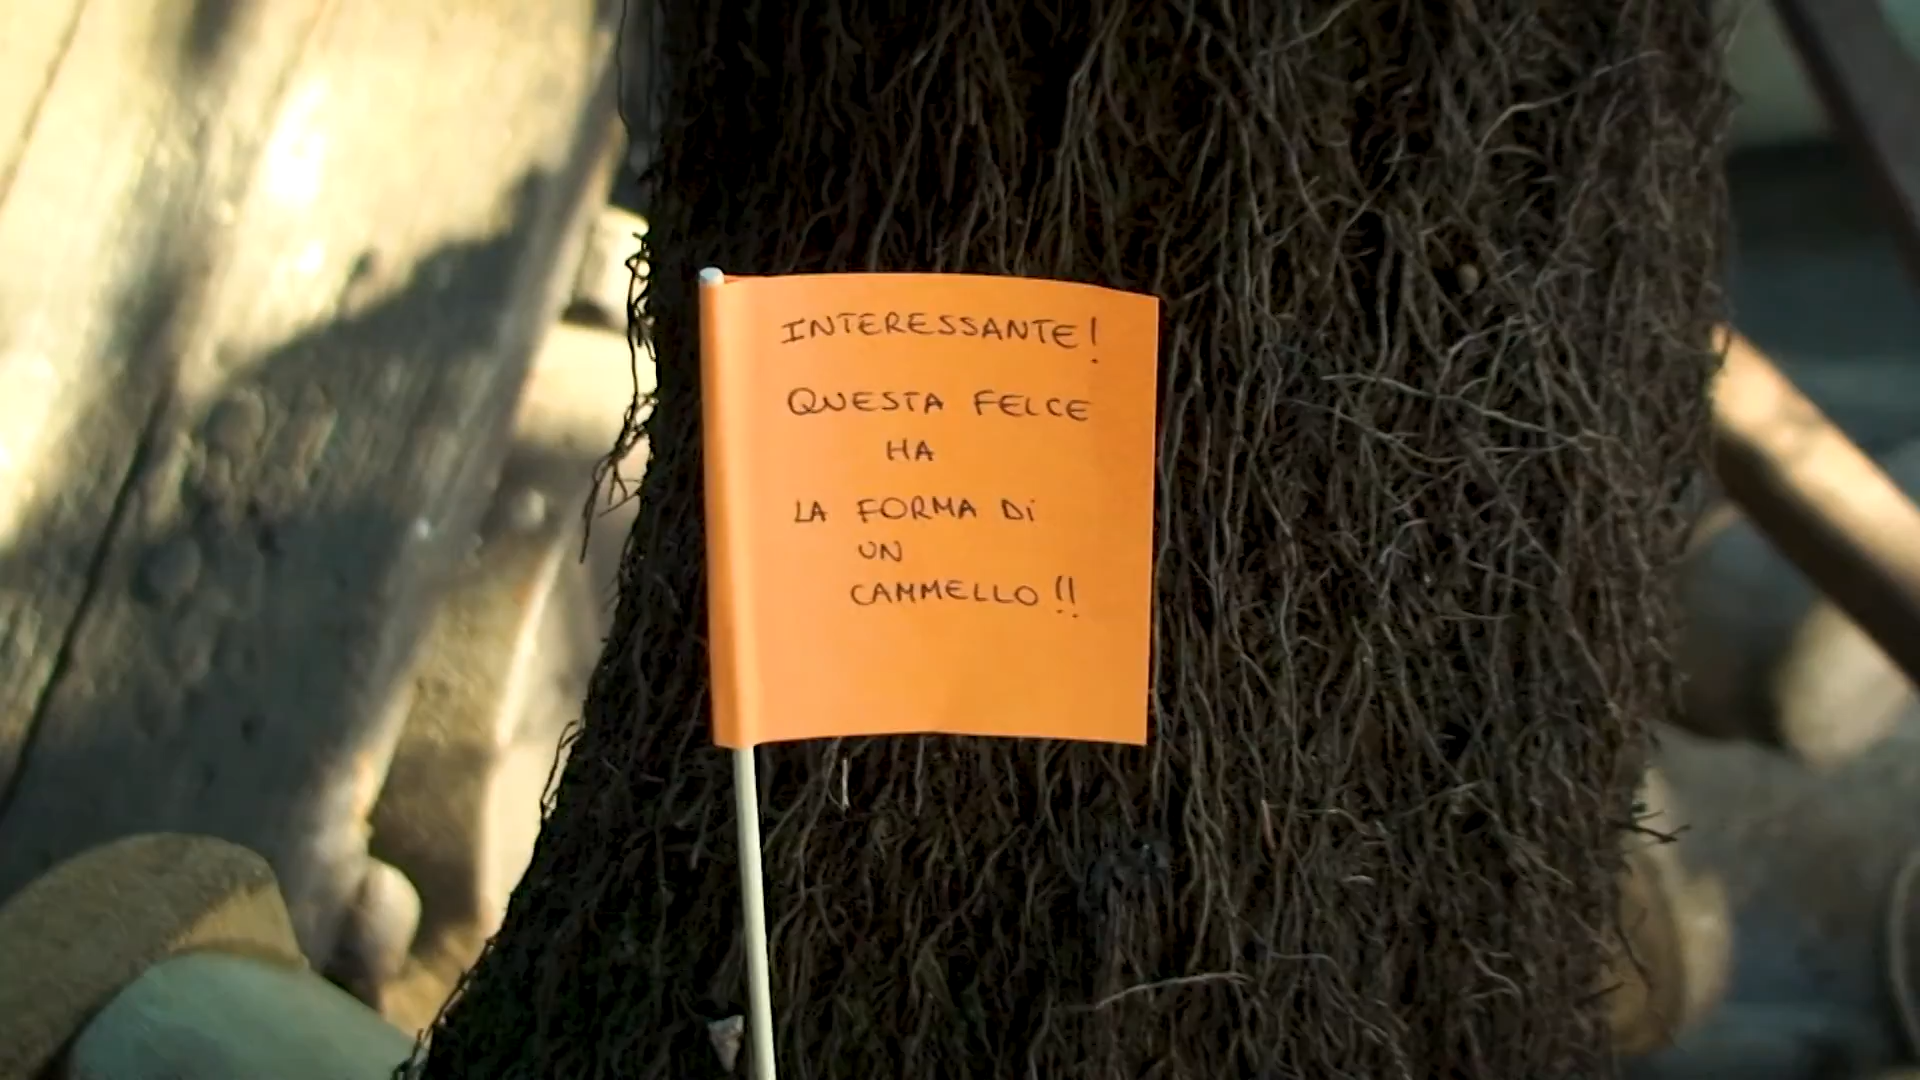 INTERESSANTE!
QUESTA FELCE
HA
LA FORMA Di
UN
CAMMELLO!!